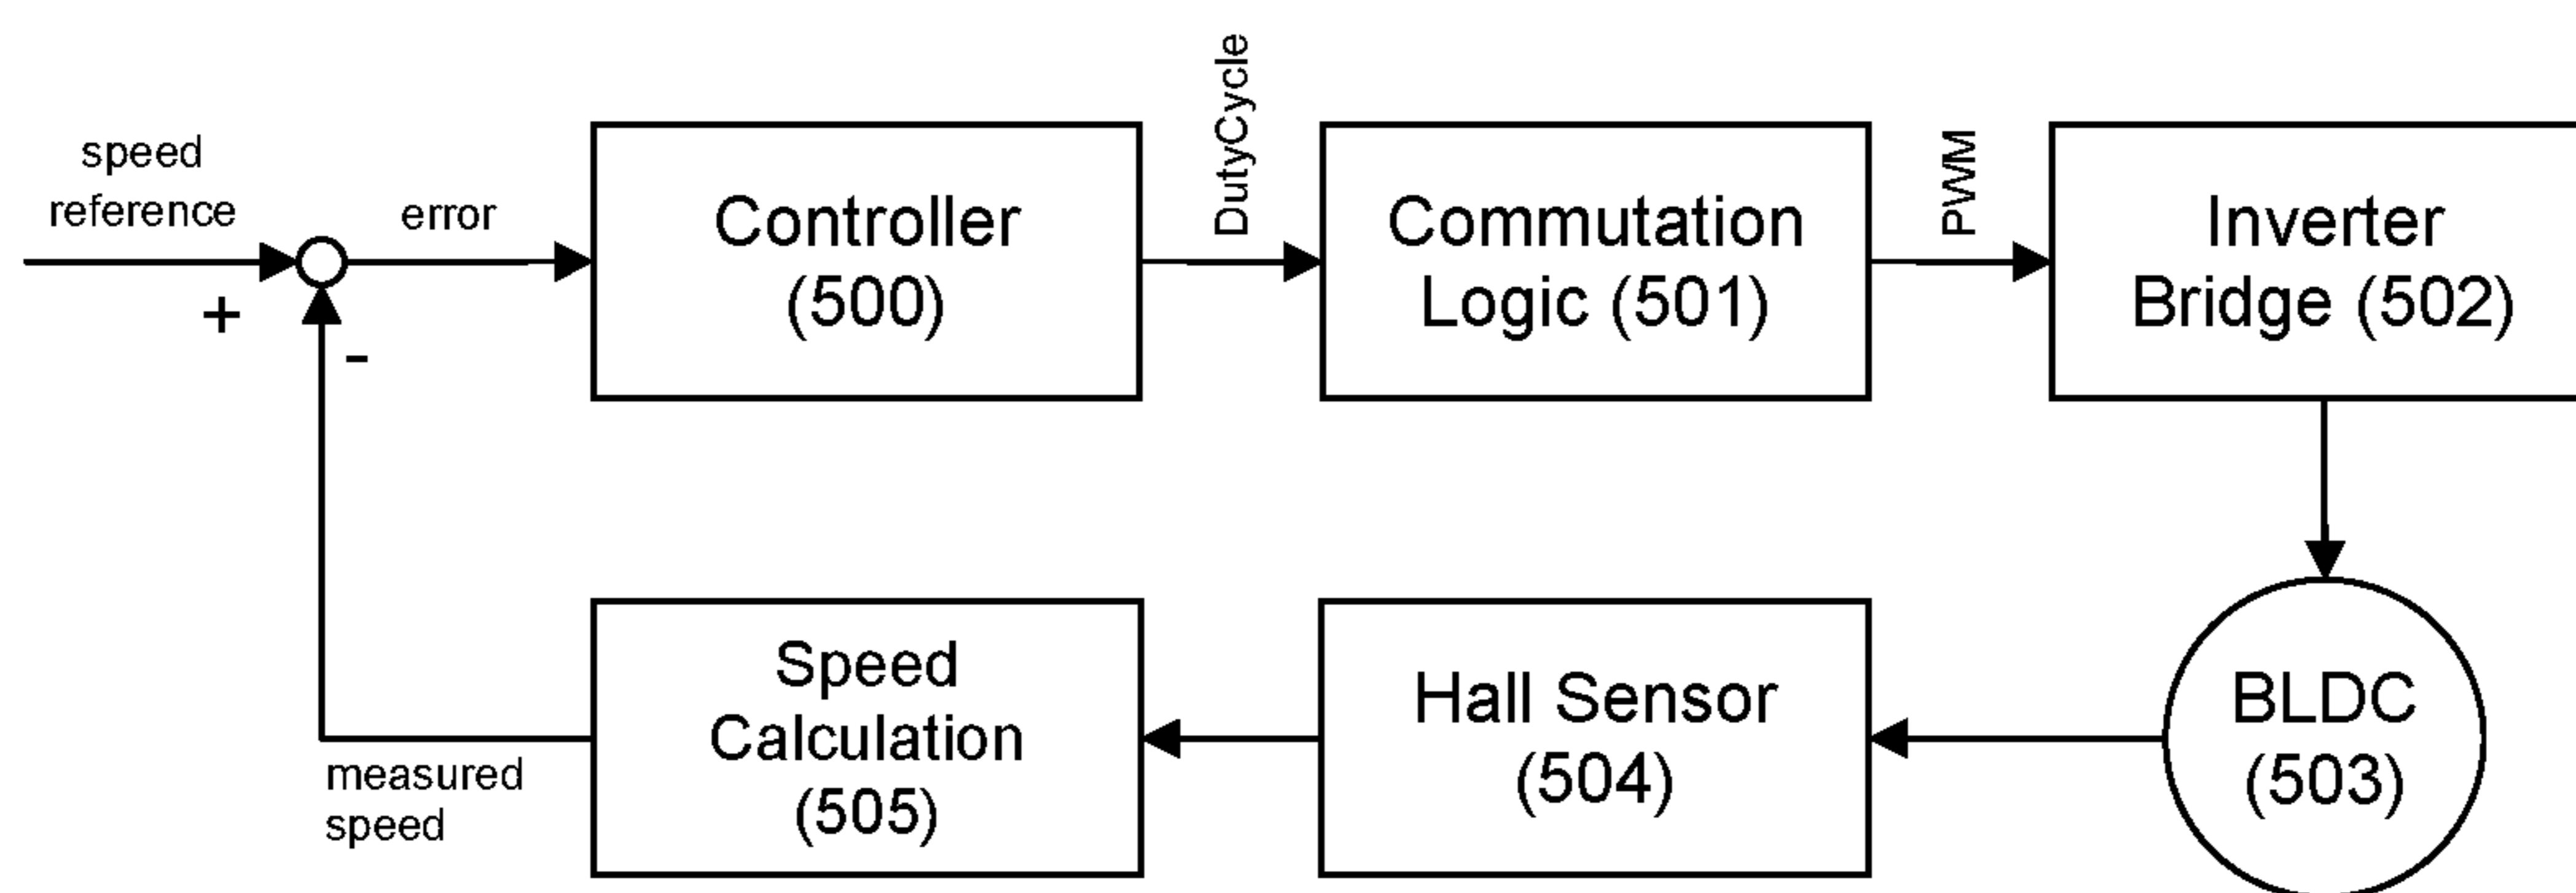 speed
reference
+
-
error
Controller
(500)
DutyCycle
Commutation
Logic (501)
PWM
Inverter
Bridge (502)
BLDC
(503)
Hall Sensor
(504)
Speed
Calculation
(505)
measured
speed